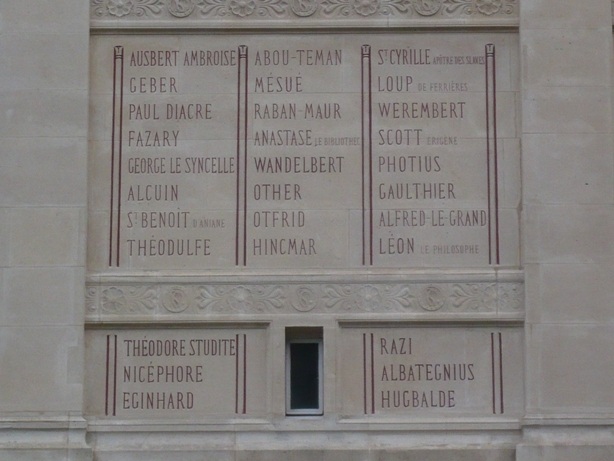 AUSBERT AMBROISE
GEBER
PAUL DIACRE
FAZARY
GEORGE LE SYNCELLE
ALCUIN
ST BENOÎT D'ANIANE
THÉODULFE
ABOU-TEMAN
MÉSUÉ
RABAN-MAUR
ANASTASE LE BIBLIOTHEC
WANDELBERT
OTHER
OTFRID
HINCMAR
ST CYRILLE APÔTRE DES SLAVES
LOUP DE FERRIÈRES
WEREMBERT
SCOTT ERIGÈNE
PHOTIUS
GAULTHIER
ALFRED-LE GRAND
LÉON LE PHILOSOPHE
THÉODORE STUDITE
NICÉPHORE
EGINHARD
RAZI
ALBATEGNIUS
HUGBALDE